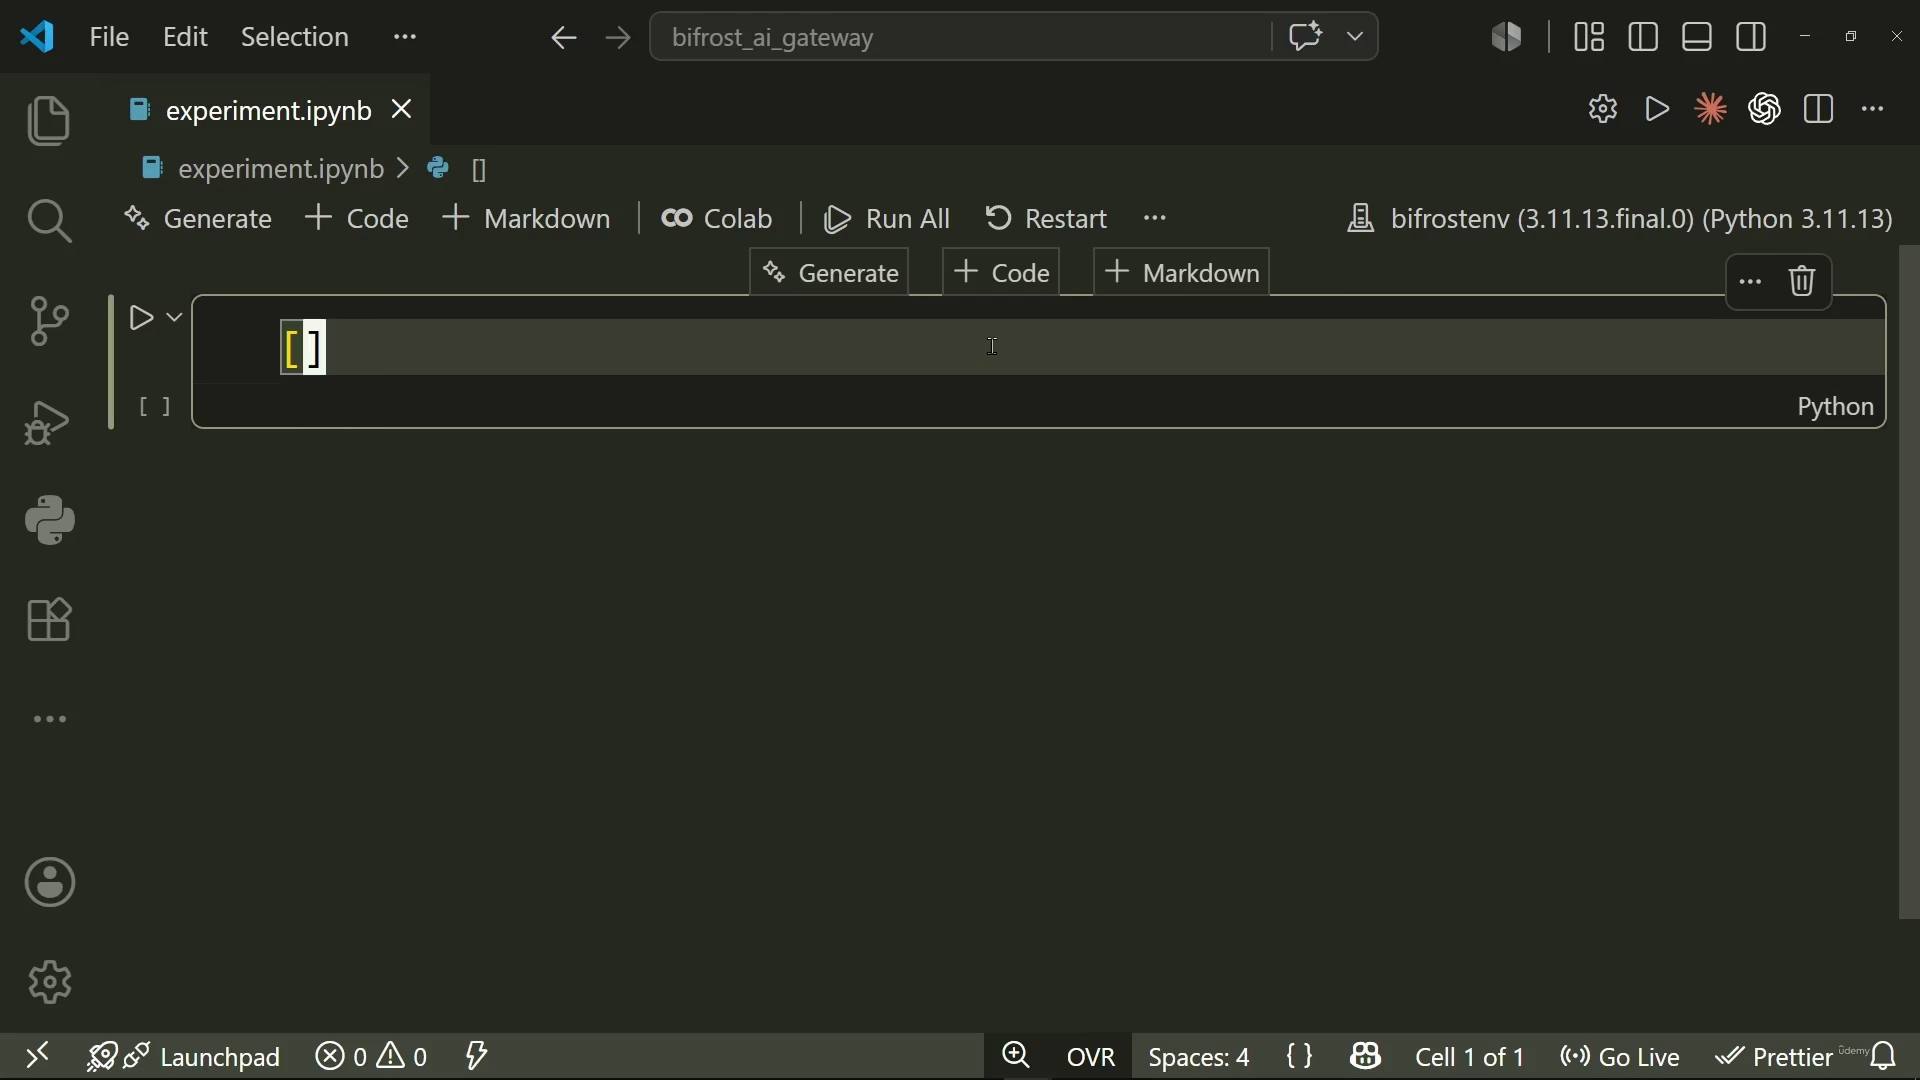 File Edit Selection ···
bifrost_ai_gateway
experiment.ipynb
experiment.ipynb > []
Generate + Code + Markdown Colab Run All Restart ··· bifrostenv (3.11.13.final.0) (Python 3.11.13)
Generate + Code + Markdown ···
[]
[ ] Python
Launchpad 0 0 OVR Spaces: 4 { } Cell 1 of 1 Go Live Prettier
ûdemy